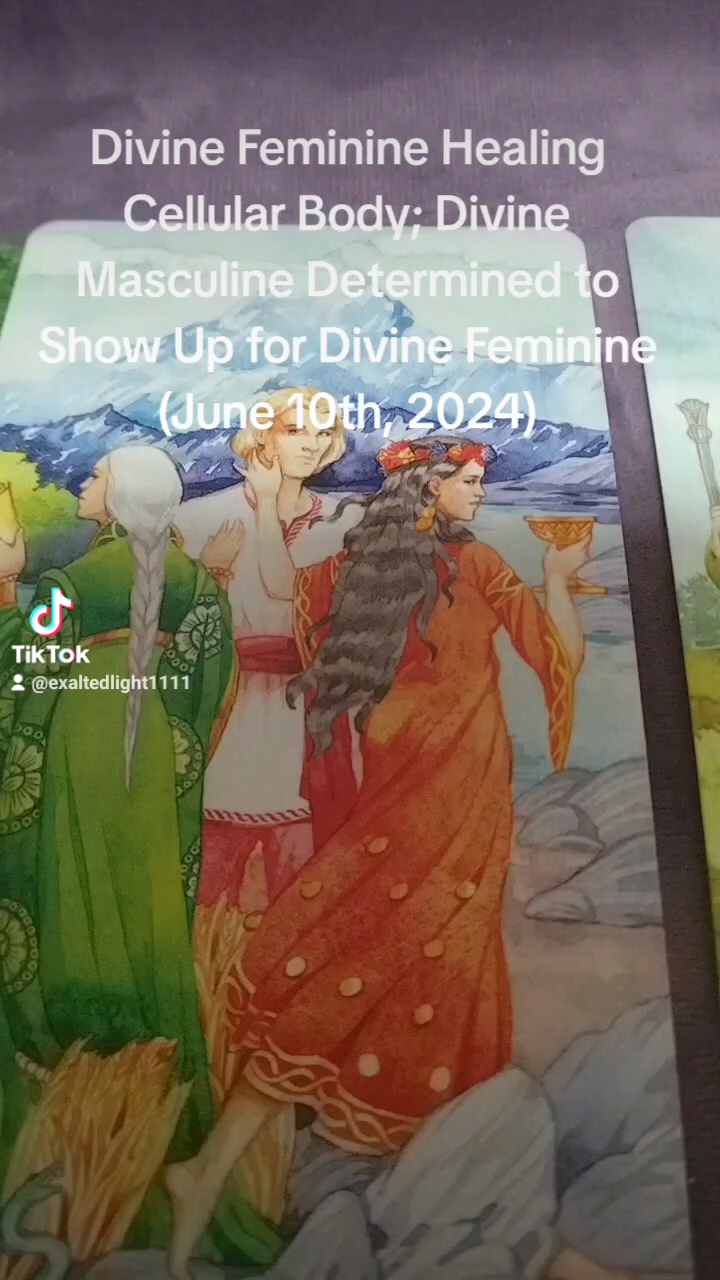 Divine Feminine Healing
Cellular Body; Divine
Masculine Determined to
Show Up for Divine Feminine
(June 10th, 2024)
TikTok
@exaltedlight1111